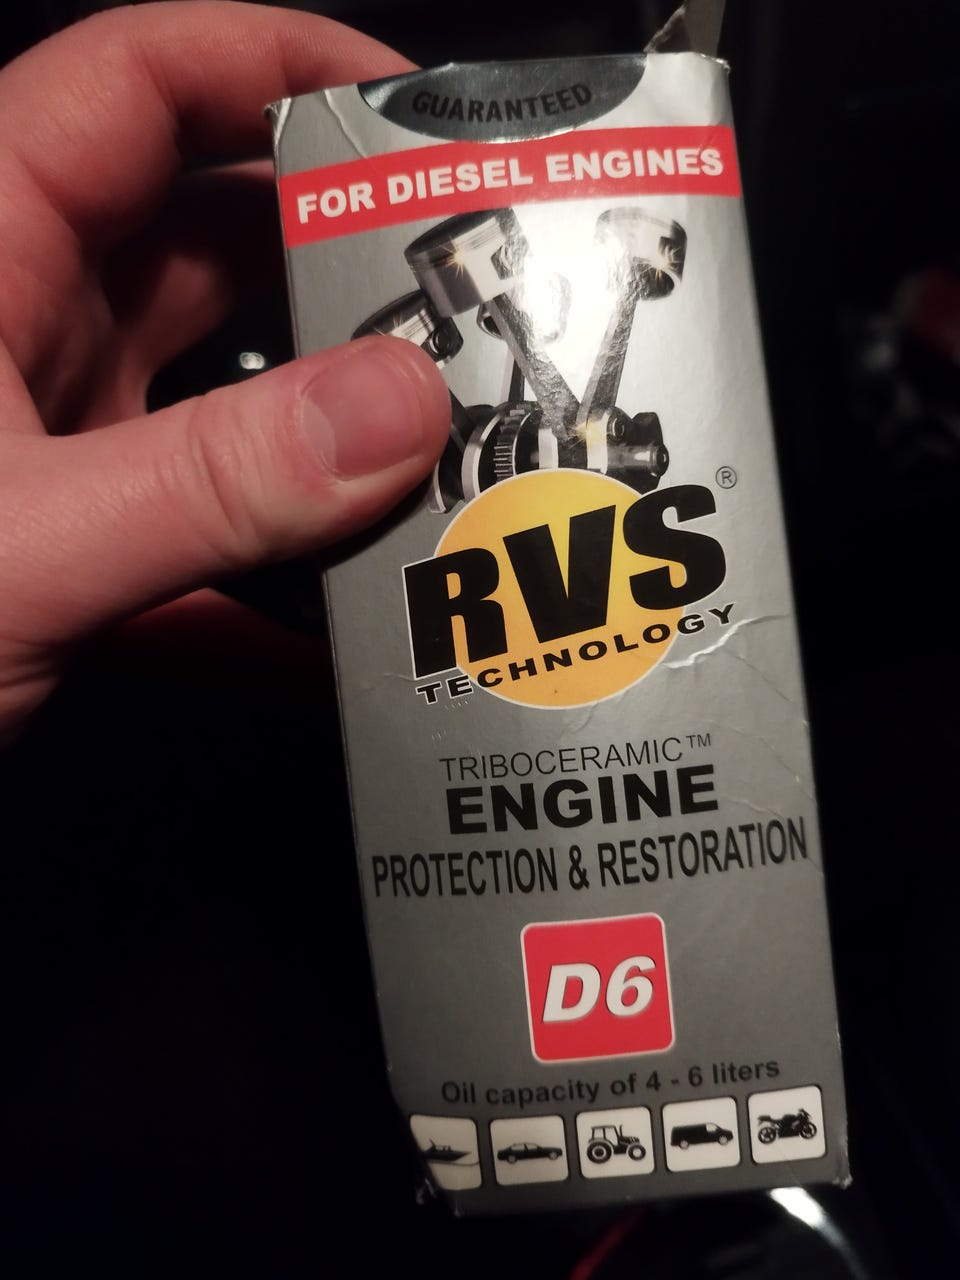 GUARANTEED
FOR DIESEL ENGINES
RVS®
TECHNOLOGY
TRIBOCERAMIC™
ENGINE
PROTECTION & RESTORATION
D6
Oil capacity of 4 - 6 liters